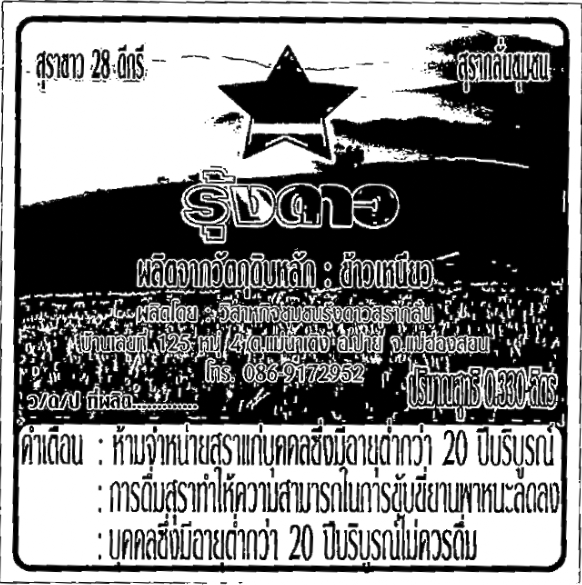 สุราขาว 28 ดีกรี
สุรากลั่นชุมชน
รุ้งดาว
ผลิตจากวัตถุดิบหลัก : ข้าวเหนียว
ผลิตโดย : วิสาหกิจชุมชนรุ้งดาวสุรากลั่น
บ้านเลขที่ 125 หมู่ 4 ต.แม่นาเติง อ.ปาย จ.แม่ฮ่องสอน
โทร. 086-9172952
ปริมาณสุทธิ 0.330 ลิตร
ว/ด/ป ที่ผลิต.............
คำเตือน : ห้ามจำหน่ายสุราแก่บุคคลซึ่งมีอายุต่ำกว่า 20 ปีบริบูรณ์
: การดื่มสุราทำให้ความสามารถในการขับขี่ยานพาหนะลดลง
: บุคคลซึ่งมีอายุต่ำกว่า 20 ปีบริบูรณ์ไม่ควรดื่ม